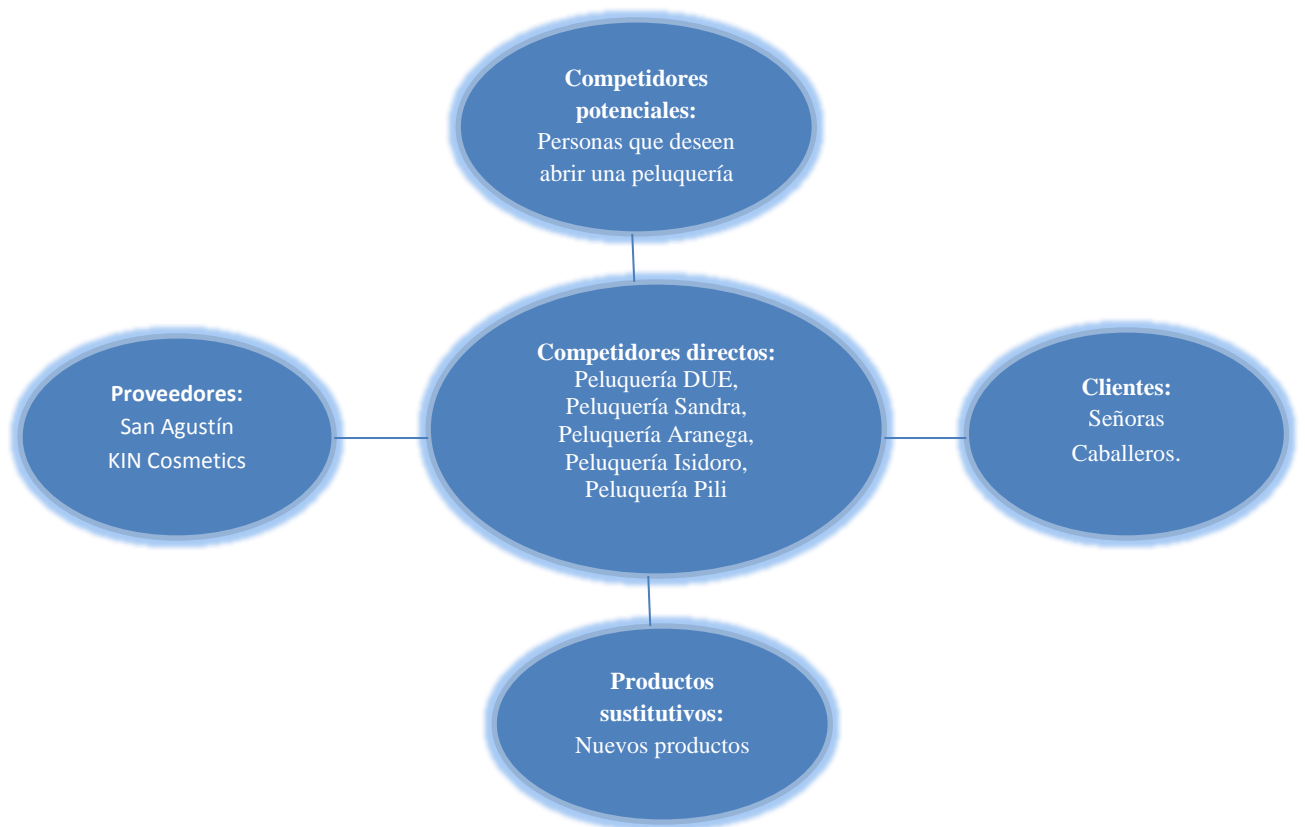 Competidores
potenciales:
Personas que deseen
abrir una peluquería
Proveedores:
San Agustín
KIN Cosmetics
Competidores directos:
Peluquería DUE,
Peluquería Sandra,
Peluquería Aranega,
Peluquería Isidoro,
Peluquería Pili
Clientes:
Señoras
Caballeros.
Productos
sustitutivos:
Nuevos productos